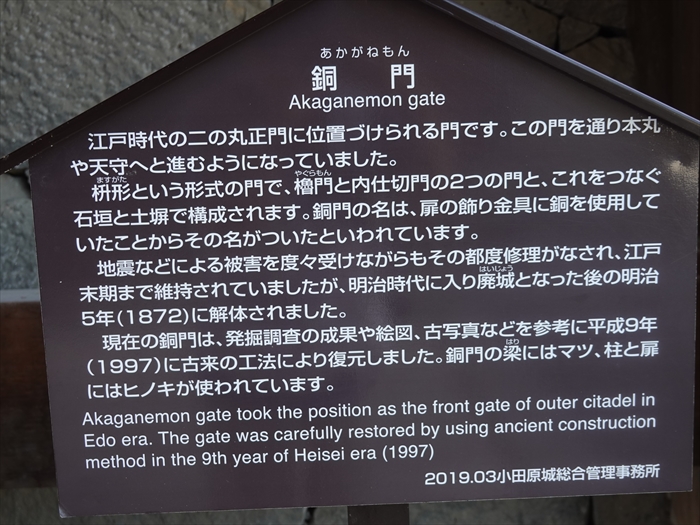 あかがねもん
銅 門
Akaganemon gate
江戸時代の二の丸正門に位置づけられる門です。この門を通り本丸
や天守へと進むようになっていました。
ますがた やぐらもん
枡形という形式の門で、櫓門と内仕切門の2つの門と、これをつなぐ
石垣と土塀で構成されます。銅門の名は、扉の飾り金具に銅を使用して
いたことからその名がついたといわれています。
地震などによる被害を度々受けながらもその都度修理がなされ、江戸
はいじょう
末期まで維持されていましたが、明治時代に入り廃城となった後の明治
5年(1872)に解体されました。
現在の銅門は、発掘調査の成果や絵図、古写真などを参考に平成9年
はり
(1997)に古来の工法により復元しました。銅門の梁にはマツ、柱と扉
にはヒノキが使われています。
Akaganemon gate took the position as the front gate of outer citadel in
Edo era. The gate was carefully restored by using ancient construction
method in the 9th year of Heisei era (1997)
2019.03小田原城総合管理事務所